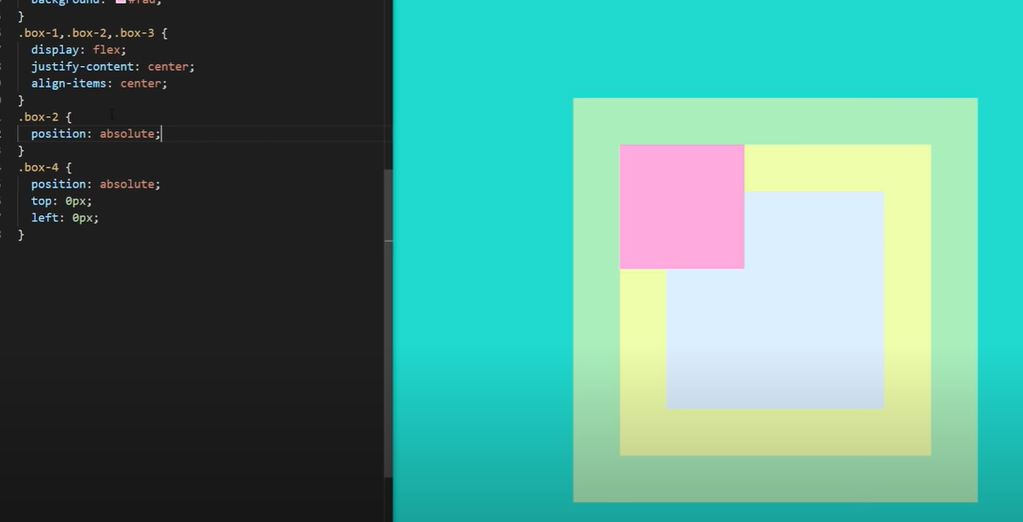 background: #fad;
}
.box-1,.box-2,.box-3 {
display: flex;
justify-content: center;
align-items: center;
}
.box-2 {
position: absolute;
}
.box-4 {
position: absolute;
top: 0px;
left: 0px;
}